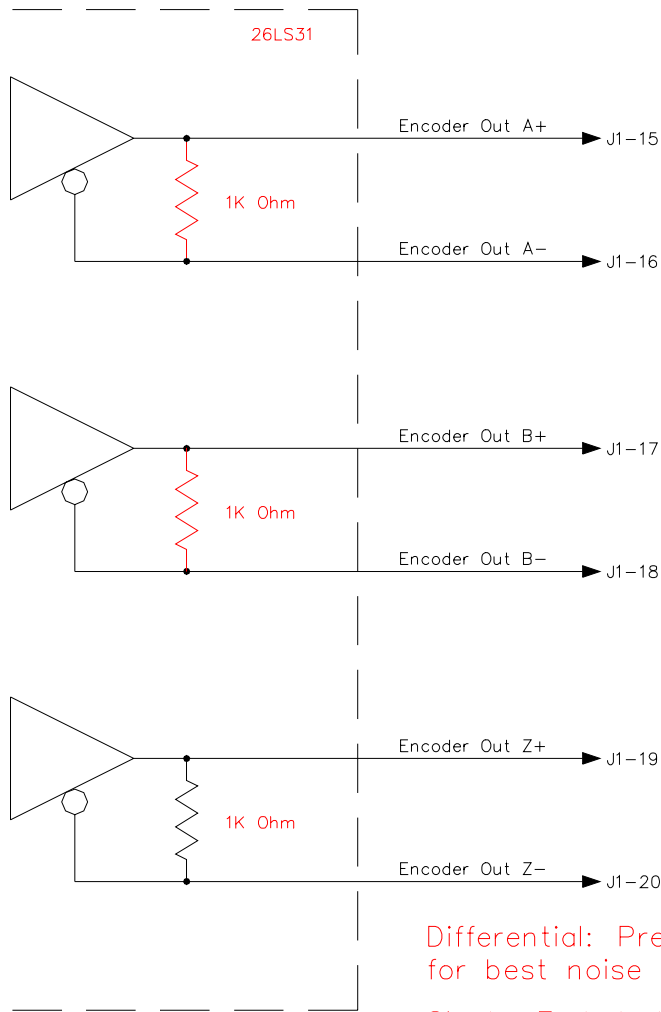 26LS31
Encoder Out A+
J1-15
1K Ohm
Encoder Out A-
J1-16
Encoder Out B+
J1-17
1K Ohm
Encoder Out B-
J1-18
Encoder Out Z+
J1-19
1K Ohm
Encoder Out Z-
J1-20
Differential: Pre
for best noise